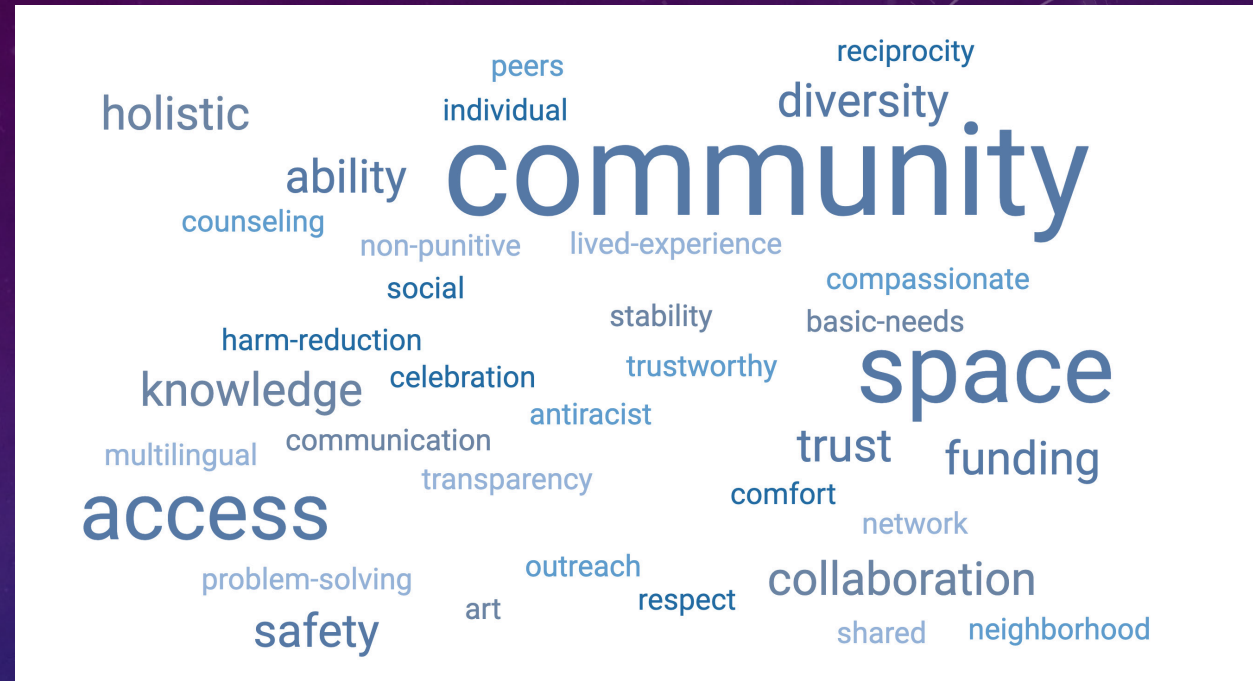 reciprocity
peers
holistic
individual
diversity
ability
community
counseling
non-punitive
lived-experience
social
compassionate
stability
basic-needs
harm-reduction
celebration
trustworthy
space
knowledge
antiracist
communication
multilingual
trust
funding
transparency
comfort
access
network
problem-solving
outreach
collaboration
art
respect
safety
shared
neighborhood